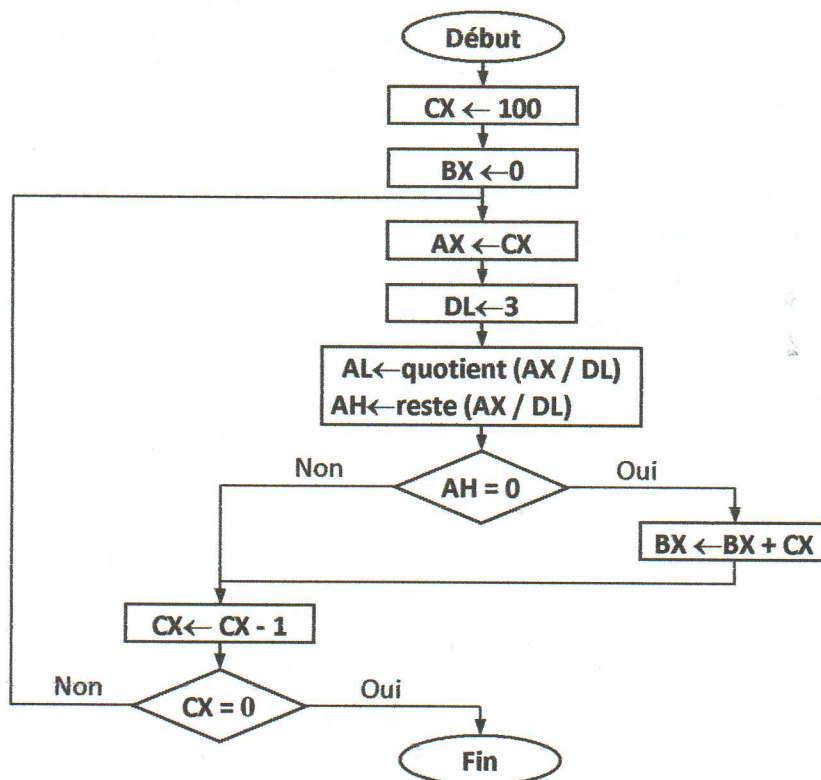 Début
CX ← 100
BX ←0
AX ←CX
DL←3
AL←quotient (AX / DL)
AH←reste (AX / DL)
Non
AH = 0
Oui
BX ←BX + CX
CX← CX - 1
Non
CX = 0
Oui
Fin